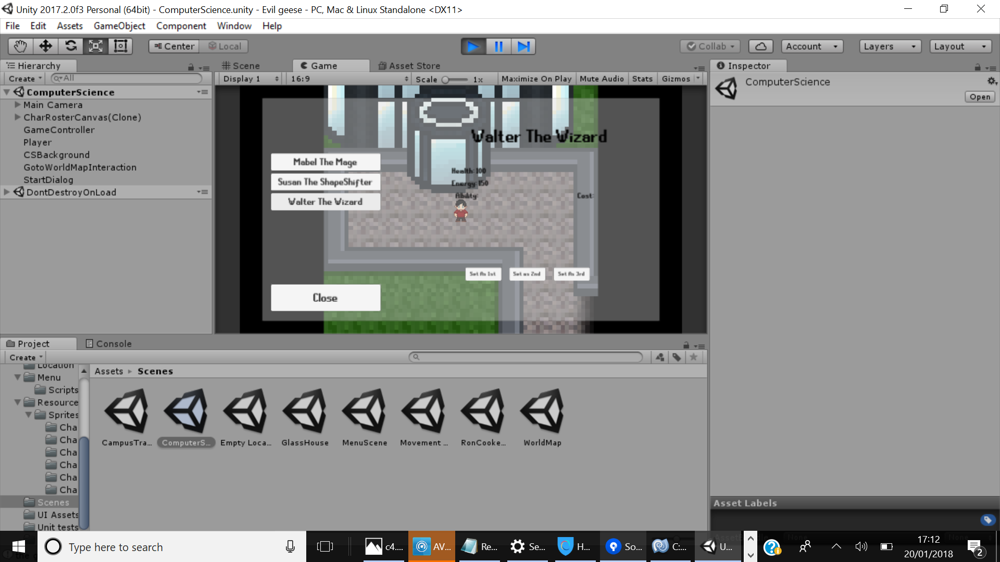 Unity 2017.2.0f3 Personal (64bit) - ComputerScience.unity - Evil geese - PC, Mac & Linux Standalone <DX11>
File Edit Assets GameObject Component Window Help
Center Local Collab Account Layers Layout
Hierarchy
Create All
ComputerScience
Main Camera
CharRosterCanvas(Clone)
GameController
Player
CSBackground
GotoWorldMapInteraction
StartDialog
DontDestroyOnLoad
Scene Game Asset Store
Display 1 16:9 Scale 1x Maximize On Play Mute Audio Stats Gizmos
Walter The Wizard
Mabel The Mage
Susan The ShapeShifter
Walter The Wizard
Health: 100
Energy: 150
Ability: Cost:
Set As 1st Set as 2nd Set As 3rd
Close
Inspector
ComputerScience
Open
Asset Labels
Project Console
Create
Location
Menu
Scripts
Resource
Sprites
Cha
Cha
Cha
Cha
Cha
Cha
Scenes
UI Assets
Unit tests
Assets Scenes
CampusTra... ComputerS... Empty Loca... GlassHouse MenuScene Movement ... RonCooke... WorldMap
Type here to search
c4.... AV... Re... Se... H... So... C:... U...
17:12
20/01/2018
2